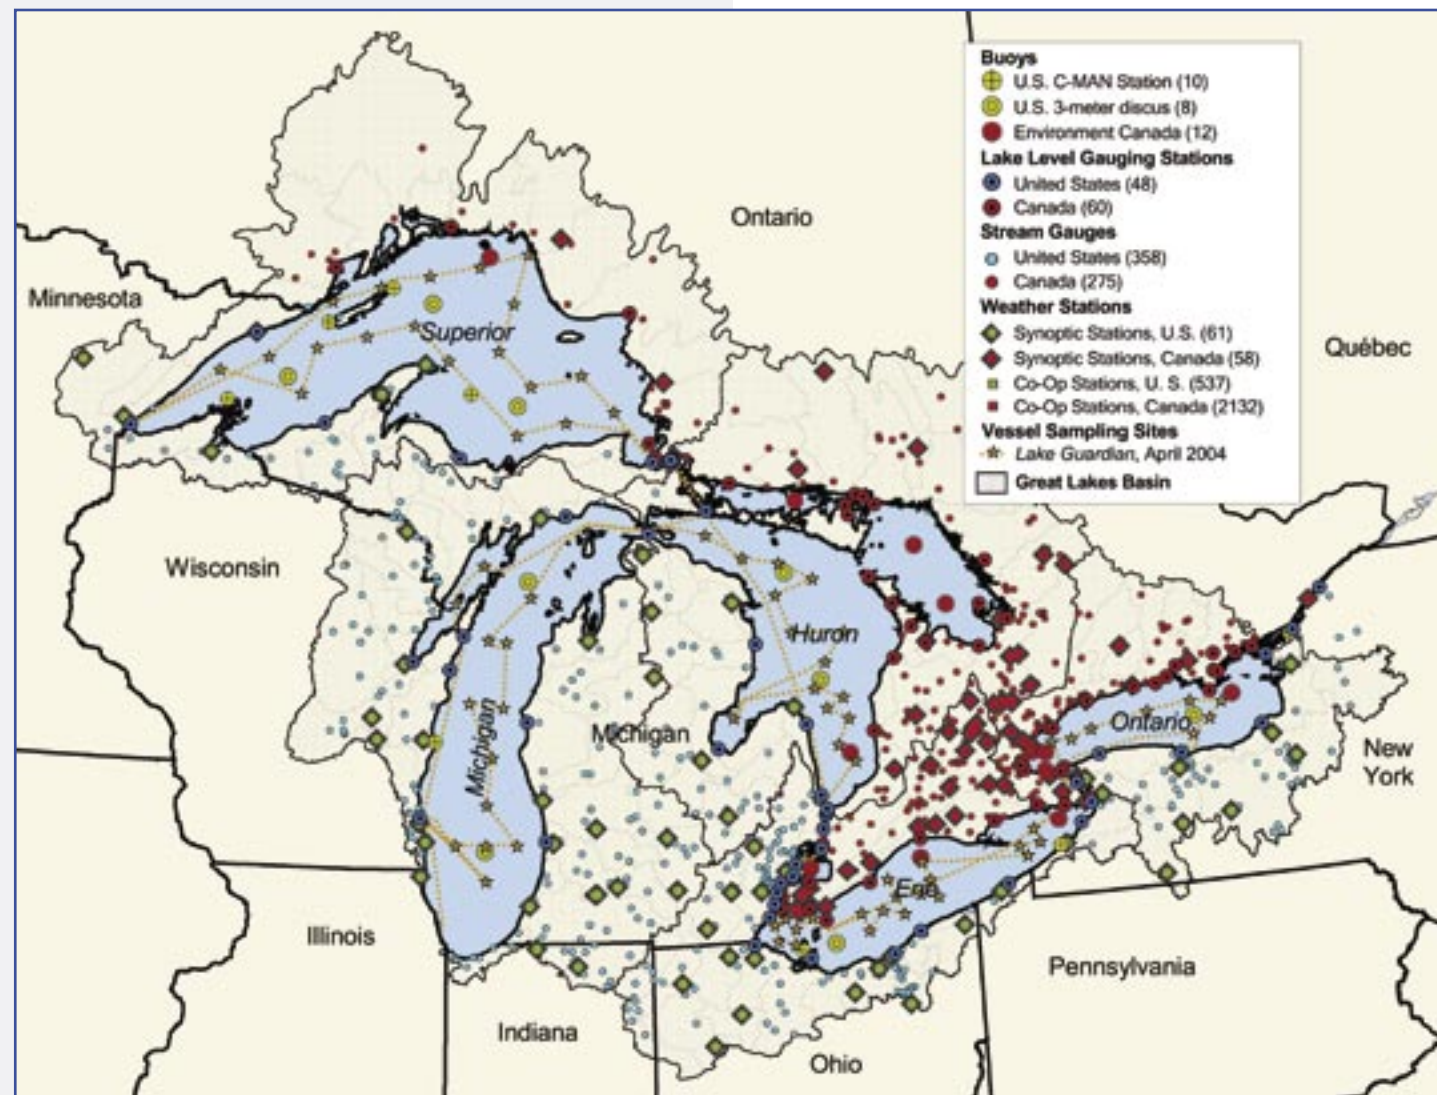 Buoys
U.S. C-MAN Station (10)
U.S. 3-meter discus (8)
Environment Canada (12)
Lake Level Gauging Stations
United States (48)
Canada (60)
Stream Gauges
United States (358)
Canada (275)
Weather Stations
Synoptic Stations, U.S. (61)
Synoptic Stations, Canada (58)
Co-Op Stations, U. S. (537)
Co-Op Stations, Canada (2132)
Vessel Sampling Sites
Lake Guardian, April 2004
Great Lakes Basin
Ontario
Minnesota
Superior
Québec
Wisconsin
Huron
Michigan
Michigan
Ontario
New
York
Erie
Illinois
Pennsylvania
Indiana
Ohio